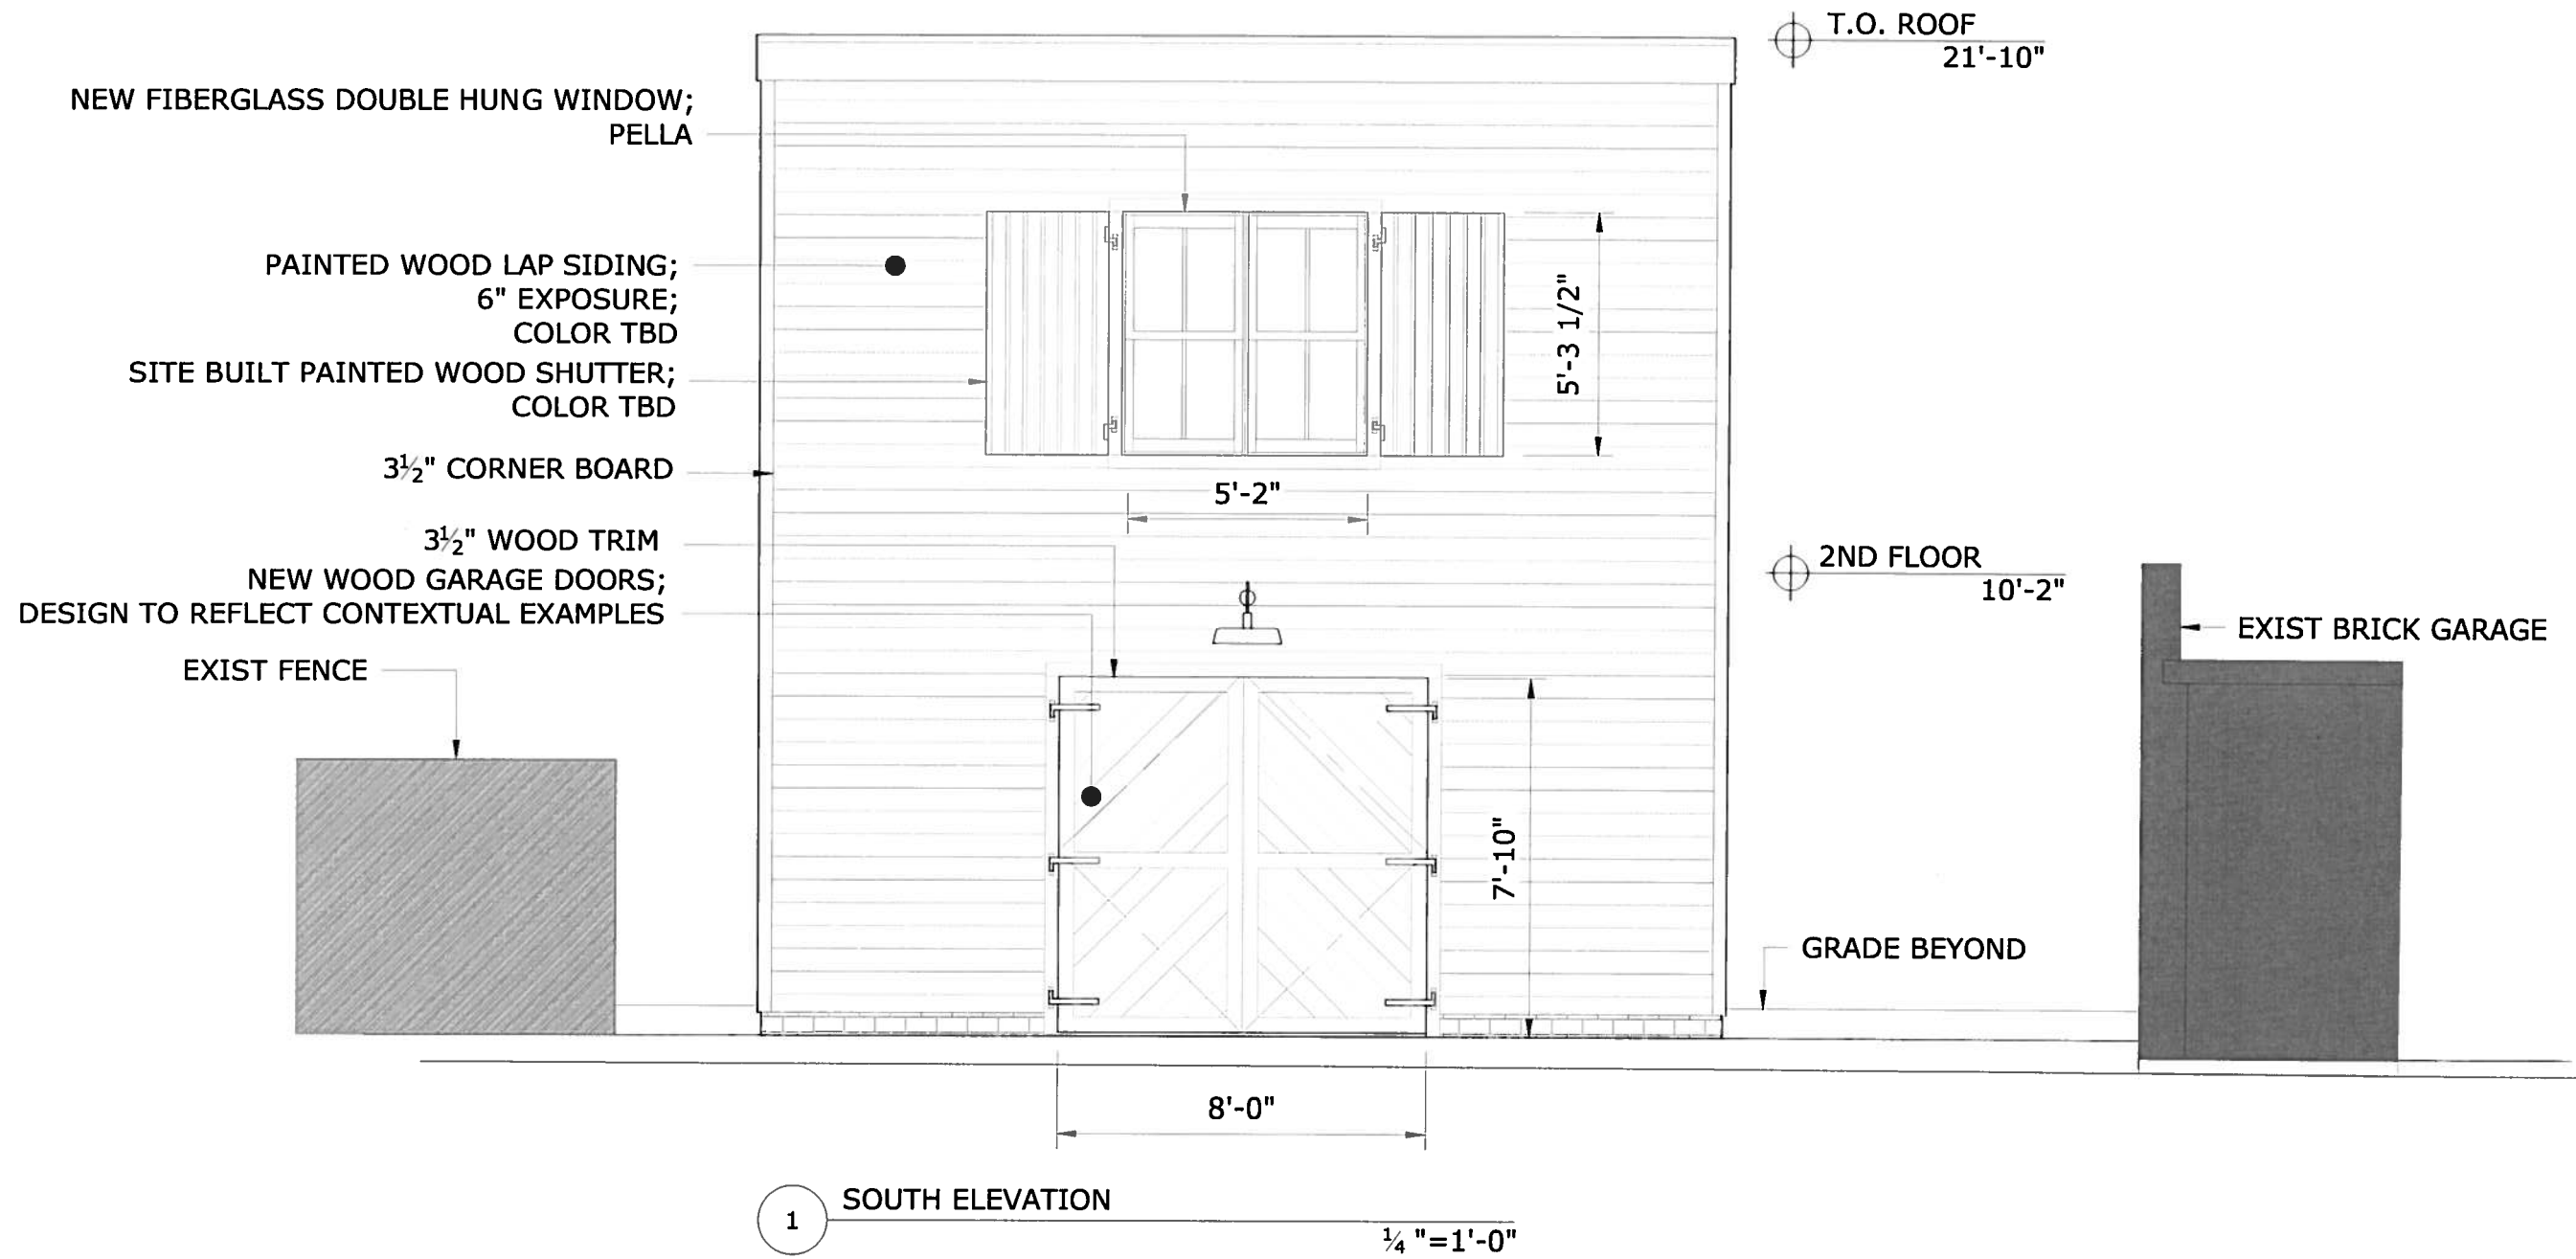 T.O. ROOF
21'-10"
NEW FIBERGLASS DOUBLE HUNG WINDOW;
PELLA
PAINTED WOOD LAP SIDING;
6" EXPOSURE;
COLOR TBD
SITE BUILT PAINTED WOOD SHUTTER;
COLOR TBD
5'-3 1/2"
3½" CORNER BOARD
5'-2"
3½" WOOD TRIM
NEW WOOD GARAGE DOORS;
DESIGN TO REFLECT CONTEXTUAL EXAMPLES
2ND FLOOR
10'-2"
EXIST BRICK GARAGE
EXIST FENCE
7'-10"
GRADE BEYOND
8'-0"
1
SOUTH ELEVATION
¼ "=1'-0"